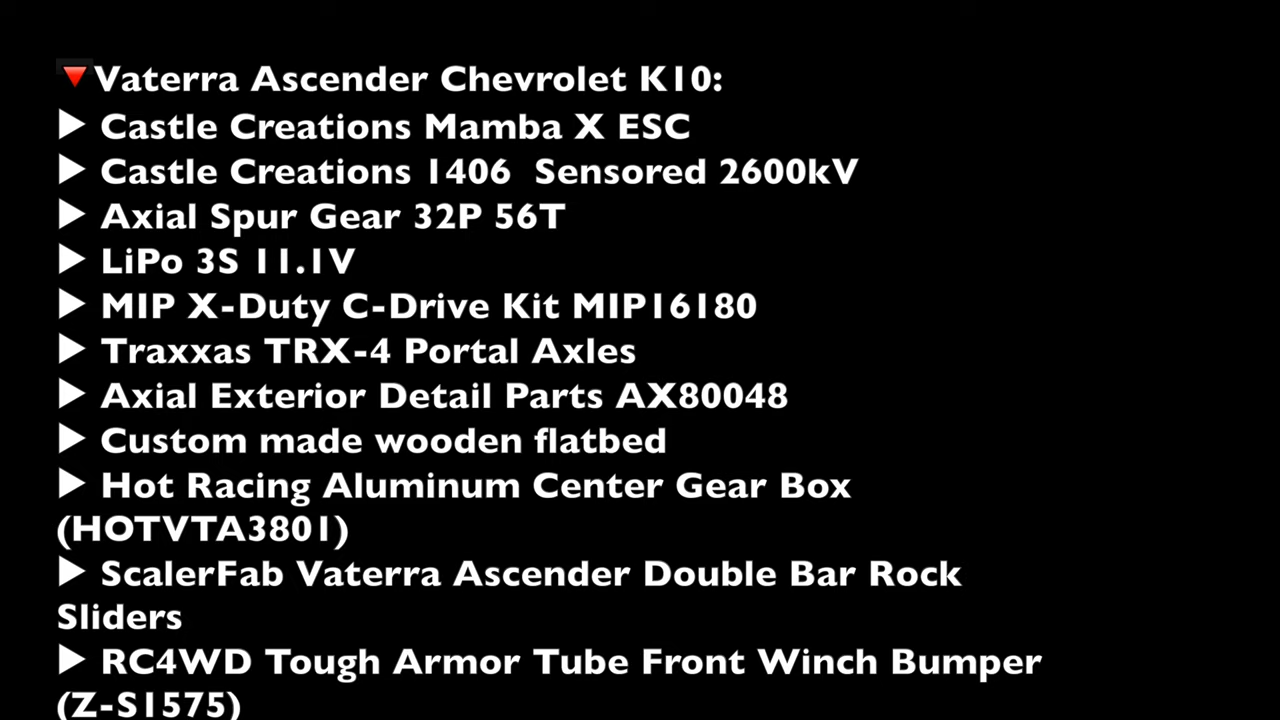 🔻Vaterra Ascender Chevrolet K10:
▶ Castle Creations Mamba X ESC
▶ Castle Creations 1406  Sensored 2600kV
▶ Axial Spur Gear 32P 56T
▶ LiPo 3S 11.1V
▶ MIP X-Duty C-Drive Kit MIP16180
▶ Traxxas TRX-4 Portal Axles
▶ Axial Exterior Detail Parts AX80048
▶ Custom made wooden flatbed
▶ Hot Racing Aluminum Center Gear Box
(HOTVTA3801)
▶ ScalerFab Vaterra Ascender Double Bar Rock
Sliders
▶ RC4WD Tough Armor Tube Front Winch Bumper
(Z-S1575)